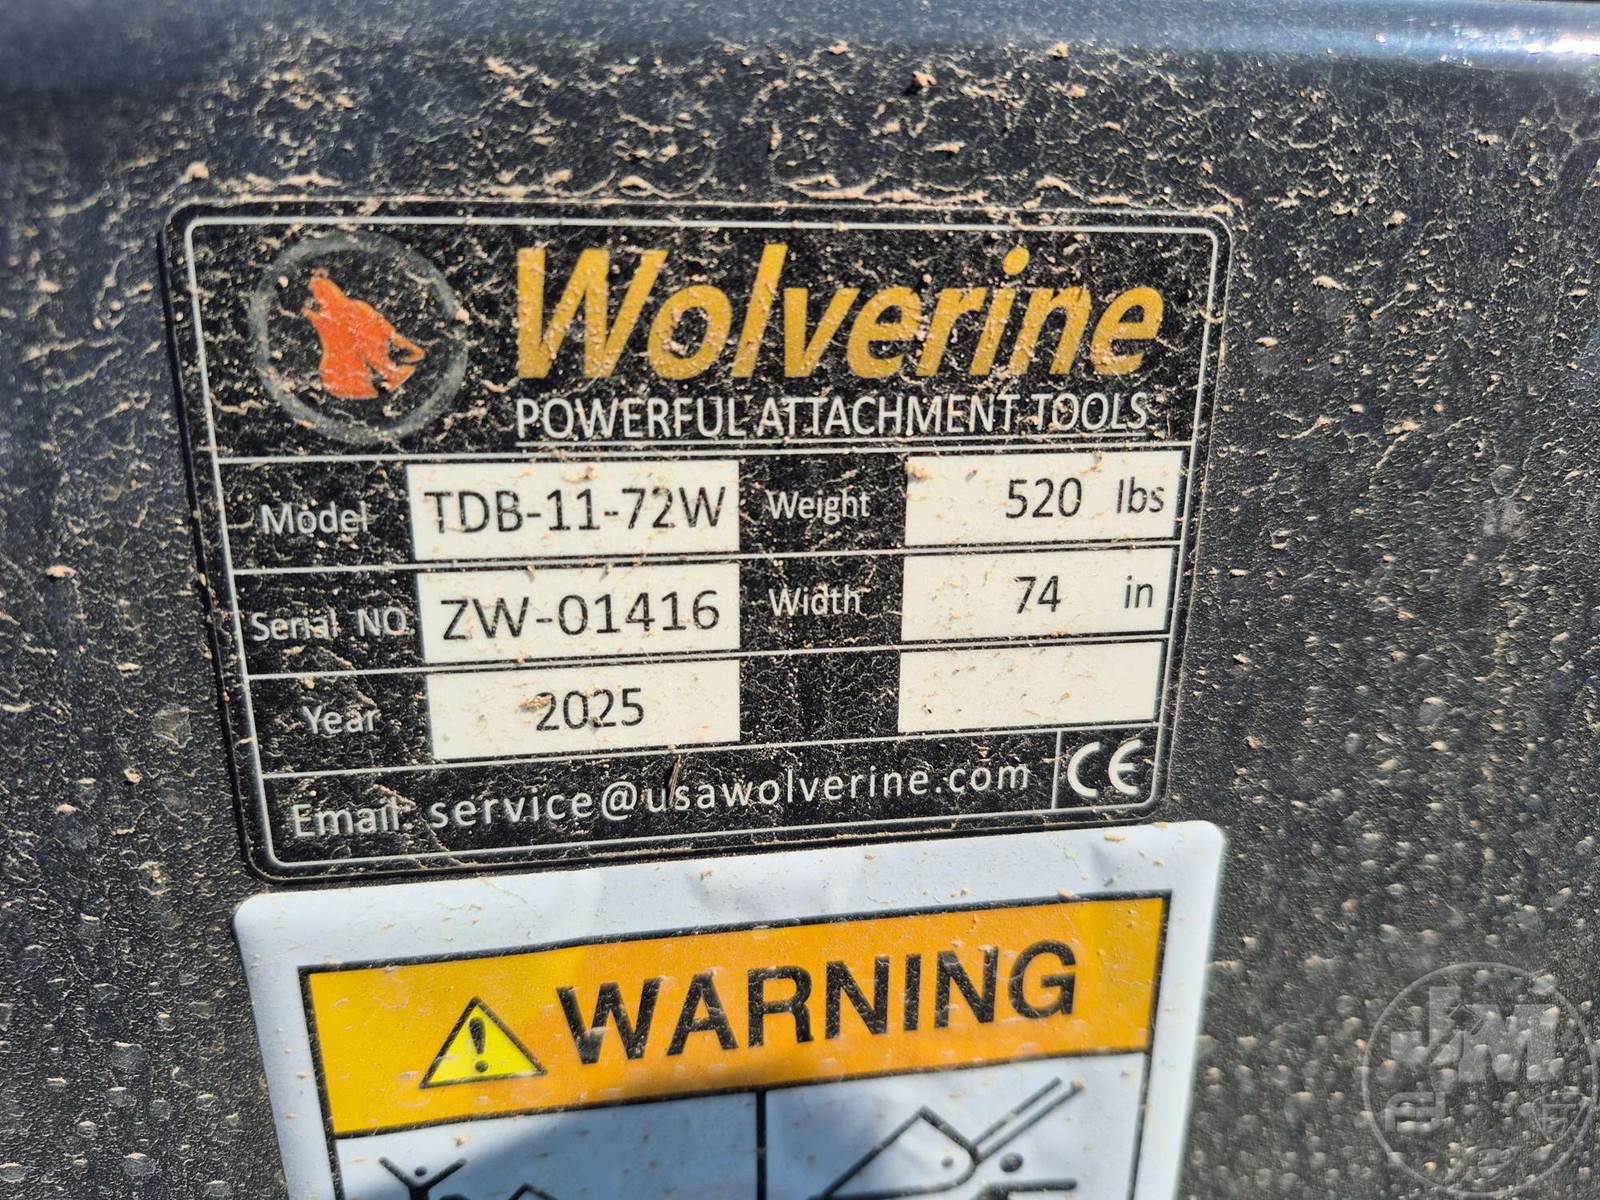 Wolverine
POWERFUL ATTACHMENT TOOLS
Model TDB-11-72W Weight 520 lbs
Serial NO. ZW-01416 Width 74 in
Year 2025
Email: service@usawolverine.com CE
WARNING